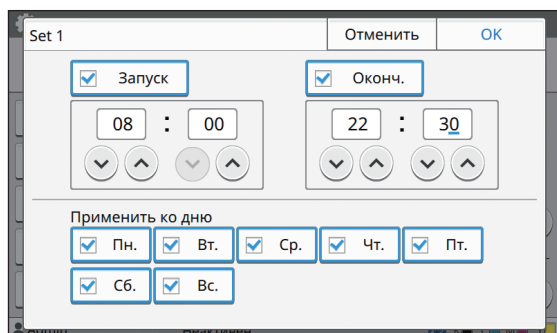 Set 1 Отменить OK
Запуск Оконч.
08 : 00 22 : 30
Применить ко дню
Пн. Вт. Ср. Чт. Пт.
Сб. Вс.